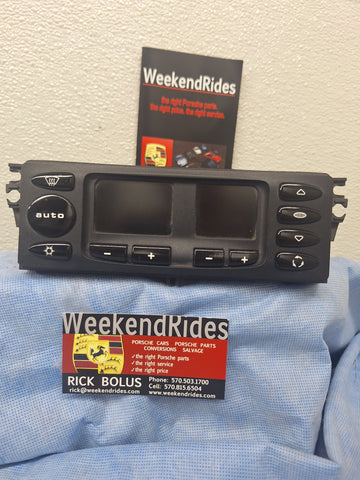 WeekendRides
the right Porsche parts.
the right price, the right service.
auto
- + - +
WeekendRides
PORSCHE CARS PORSCHE PARTS
CONVERSIONS SALVAGE
✓the right Porsche parts
✓the right service
✓the right price
RICK BOLUS
Phone: 570.503.1700
Cell: 570.815.6504
rick@weekendrides.com
www.weekendrides.com